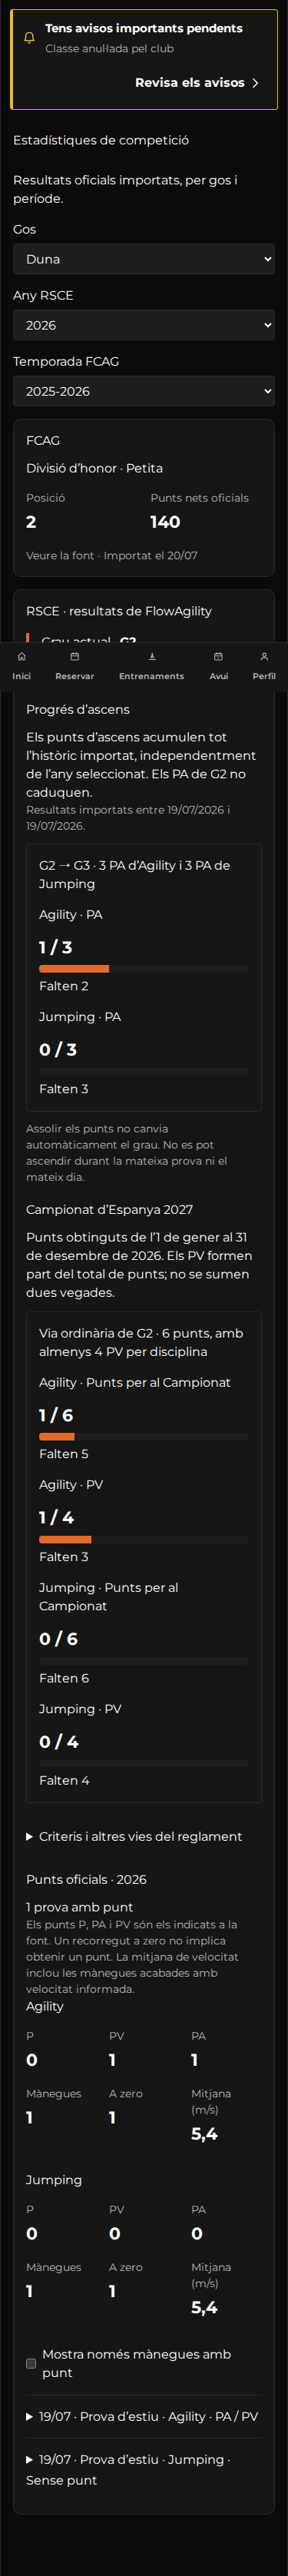 Tens avisos importants pendents
Classe anul·lada pel club
Revisa els avisos
Estadístiques de competició
Resultats oficials importats, per gos i
període.
Gos
Duna
Any RSCE
2026
Temporada FCAG
2025-2026
FCAG
Divisió d’honor · Petita
Posició Punts nets oficials
2 140
Veure la font · Importat el 20/07
RSCE · resultats de FlowAgility
Grau actual G2
Inici Reservar Entrenaments Avui Perfil
Progrés d’ascens
Els punts d’ascens acumulen tot
l’històric importat, independentment
de l’any seleccionat. Els PA de G2 no
caduquen.
Resultats importats entre 19/07/2026 i
19/07/2026.
G2 → G3 · 3 PA d’Agility i 3 PA de
Jumping
Agility · PA
1 / 3
Falten 2
Jumping · PA
0 / 3
Falten 3
Assolir els punts no canvia
automàticament el grau. No es pot
ascendir durant la mateixa prova ni el
mateix dia.
Campionat d’Espanya 2027
Punts obtinguts de l’1 de gener al 31
de desembre de 2026. Els PV formen
part del total de punts; no se sumen
dues vegades.
Via ordinària de G2 · 6 punts, amb
almenys 4 PV per disciplina
Agility · Punts per al Campionat
1 / 6
Falten 5
Agility · PV
1 / 4
Falten 3
Jumping · Punts per al
Campionat
0 / 6
Falten 6
Jumping · PV
0 / 4
Falten 4
Criteris i altres vies del reglament
Punts oficials · 2026
1 prova amb punt
Els punts P, PA i PV són els indicats a la
font. Un recorregut a zero no implica
obtenir un punt. La mitjana de velocitat
inclou les mànegues acabades amb
velocitat informada.
Agility
P PV PA
0 1 1
Mànegues A zero Mitjana
(m/s)
1 1 5,4
Jumping
P PV PA
0 0 0
Mànegues A zero Mitjana
(m/s)
1 1 5,4
Mostra només mànegues amb
punt
19/07 · Prova d’estiu · Agility · PA / PV
19/07 · Prova d’estiu · Jumping ·
Sense punt